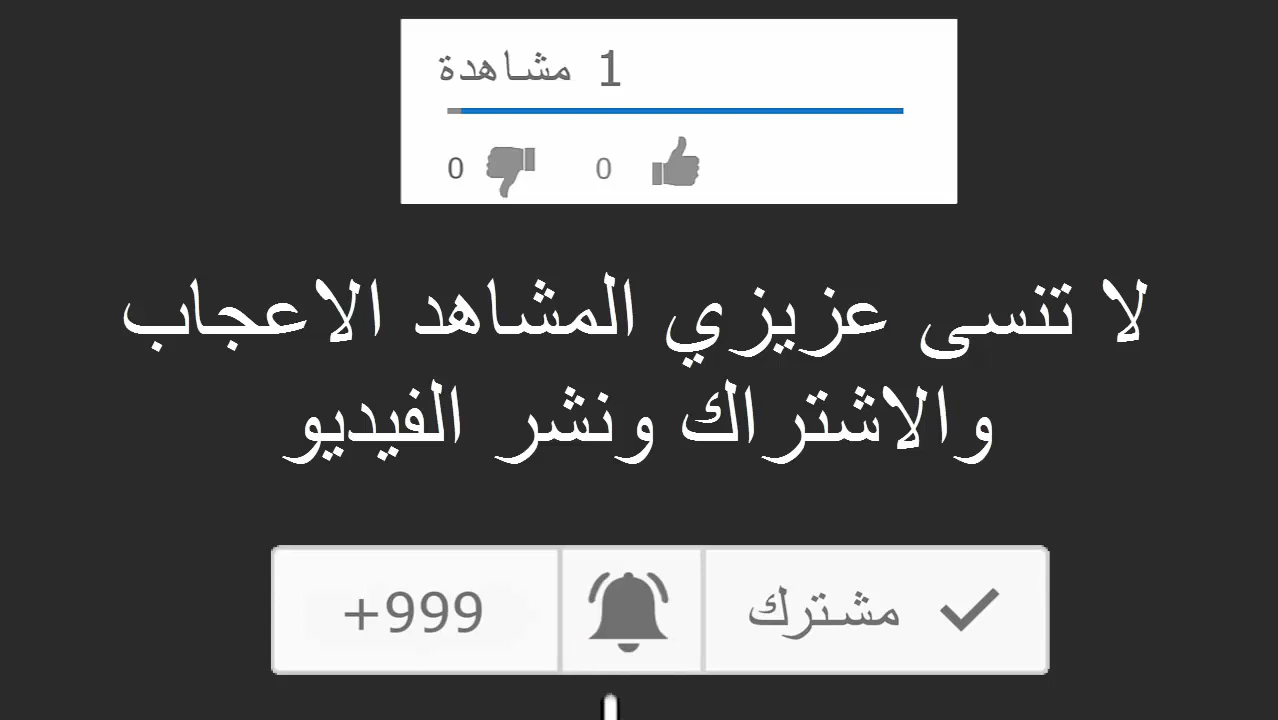 1 مشاهدة
0 0
لا تنسى عزيزي المشاهد الاعجاب
والاشتراك ونشر الفيديو
مشترك +999